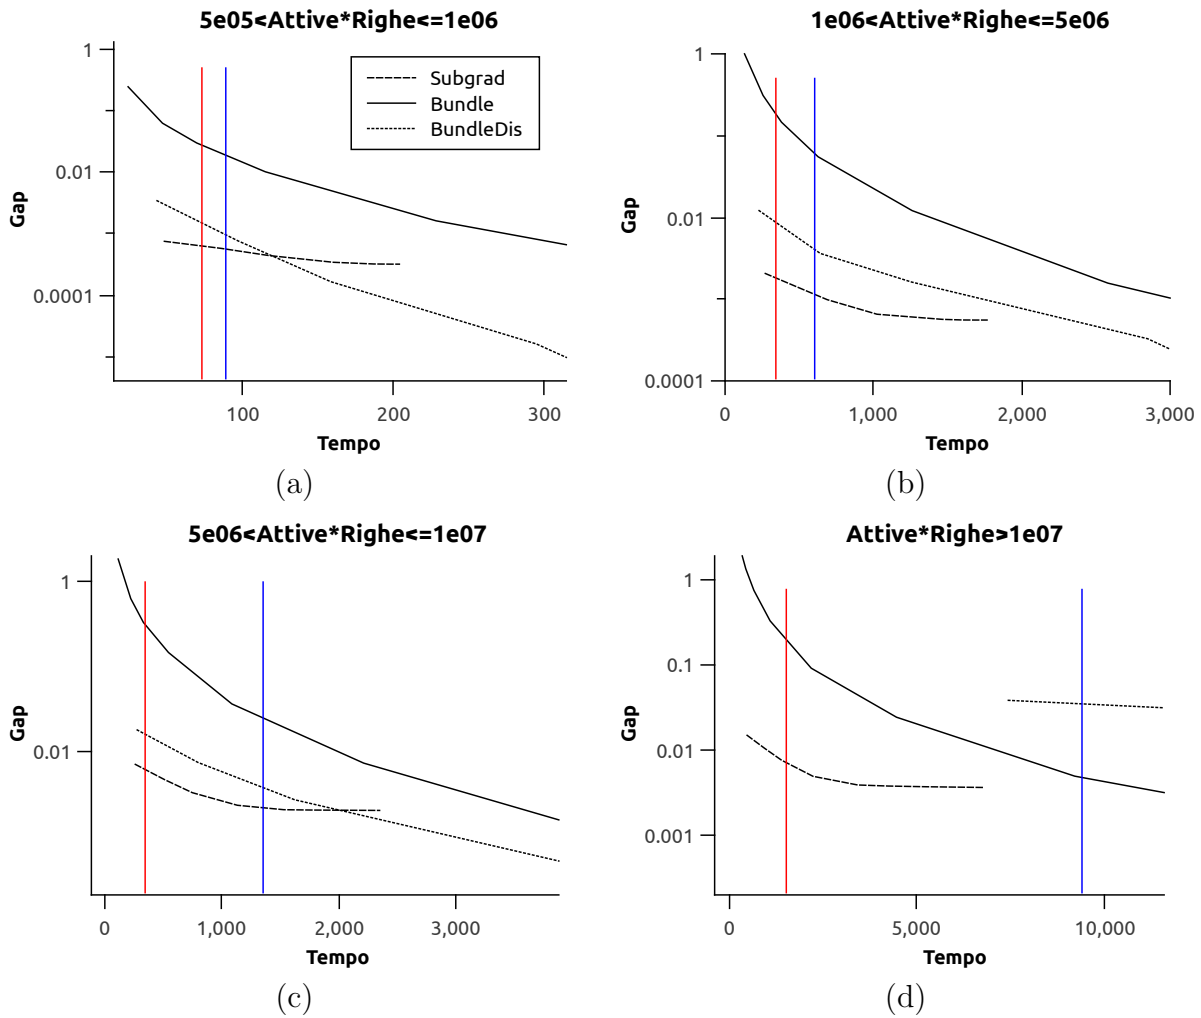 5e05<Attive*Righe<=1e06
1
0.01
0.0001
Gap
Subgrad
Bundle
BundleDis
100
200
300
Tempo
(a)
1e06<Attive*Righe<=5e06
1
0.01
0.0001
Gap
0
1,000
2,000
3,000
Tempo
(b)
5e06<Attive*Righe<=1e07
1
0.01
Gap
0
1,000
2,000
3,000
Tempo
(c)
Attive*Righe>1e07
1
0.1
0.01
0.001
Gap
0
5,000
10,000
Tempo
(d)